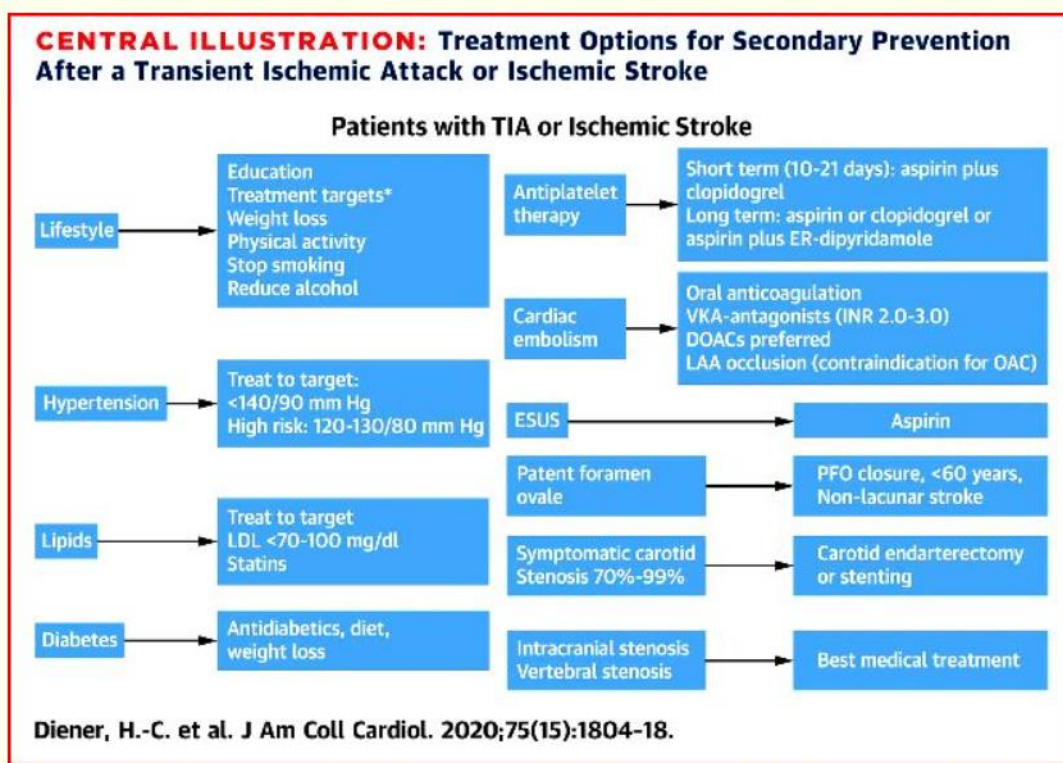 CENTRAL ILLUSTRATION: Treatment Options for Secondary Prevention
After a Transient Ischemic Attack or Ischemic Stroke
Patients with TIA or Ischemic Stroke
Lifestyle
Education
Treatment targets*
Weight loss
Physical activity
Stop smoking
Reduce alcohol
Hypertension
Treat to target:
<140/90 mm Hg
High risk: 120-130/80 mm Hg
Lipids
Treat to target
LDL <70-100 mg/dl
Statins
Diabetes
Antidiabetics, diet,
weight loss
Antiplatelet
therapy
Short term (10-21 days): aspirin plus
clopidogrel
Long term: aspirin or clopidogrel or
aspirin plus ER-dipyridamole
Cardiac
embolism
Oral anticoagulation
VKA-antagonists (INR 2.0-3.0)
DOACs preferred
LAA occlusion (contraindication for OAC)
ESUS
Aspirin
Patent foramen
ovale
PFO closure, <60 years,
Non-lacunar stroke
Symptomatic carotid
Stenosis 70%-99%
Carotid endarterectomy
or stenting
Intracranial stenosis
Vertebral stenosis
Best medical treatment
Diener, H.-C. et al. J Am Coll Cardiol. 2020;75(15):1804-18.